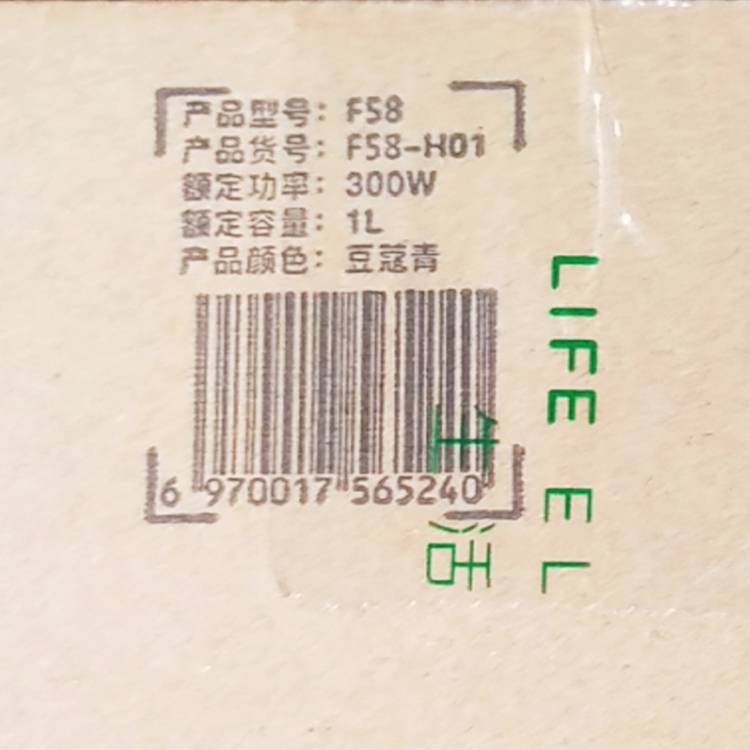 产品型号：F58
产品货号：F58-H01
额定功率：300W
额定容量：1L
产品颜色：豆蔻青
6 970017 565240
LIFE EL
生活